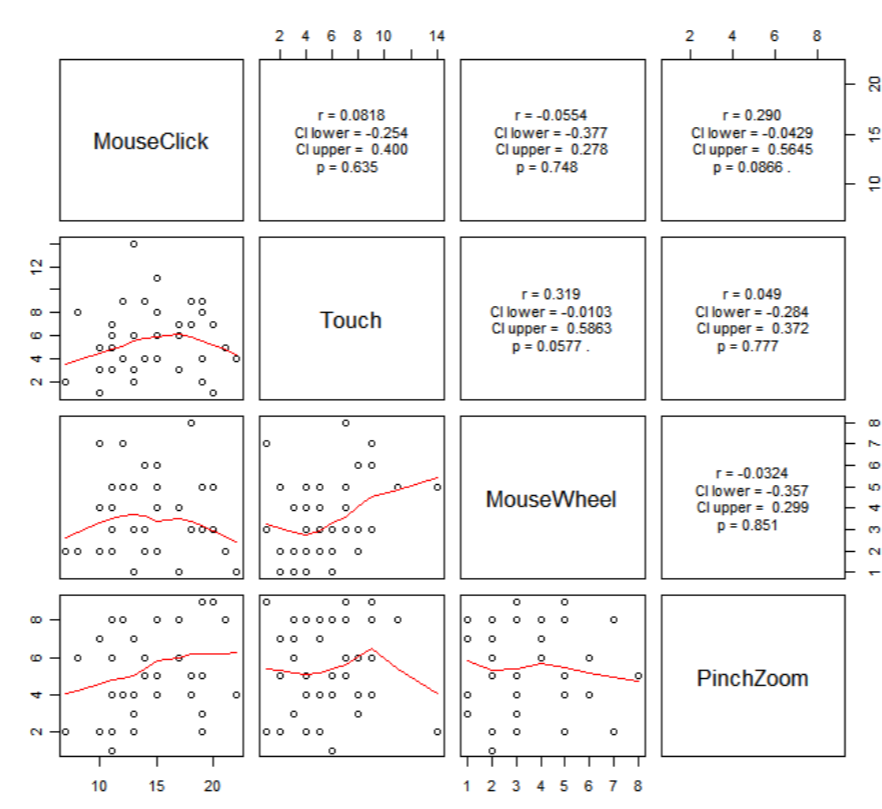 2 4 6 8 10 14
2 4 6 8
MouseClick
r = 0.0818
CI lower = -0.254
CI upper = 0.400
p = 0.635
r = -0.0554
CI lower = -0.377
CI upper = 0.278
p = 0.748
r = 0.290
CI lower = -0.0429
CI upper = 0.5645
p = 0.0866 .
10 15 20
2 4 6 8 12
Touch
r = 0.319
CI lower = -0.0103
CI upper = 0.5863
p = 0.0577 .
r = 0.049
CI lower = -0.284
CI upper = 0.372
p = 0.777
MouseWheel
r = -0.0324
CI lower = -0.357
CI upper = 0.299
p = 0.851
1 2 3 4 5 6 7 8
2 4 6 8
PinchZoom
10 15 20
1 2 3 4 5 6 7 8